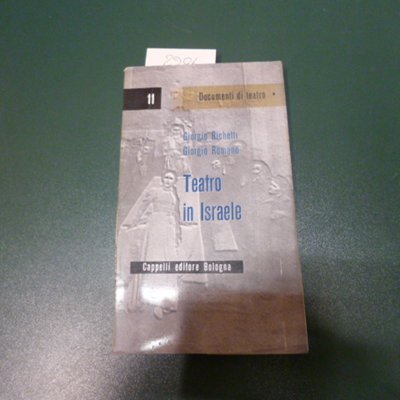 11
Documenti di teatro
Giorgio Richetti
Giorgio Romano
Teatro
in Israele
Cappelli editore Bologna